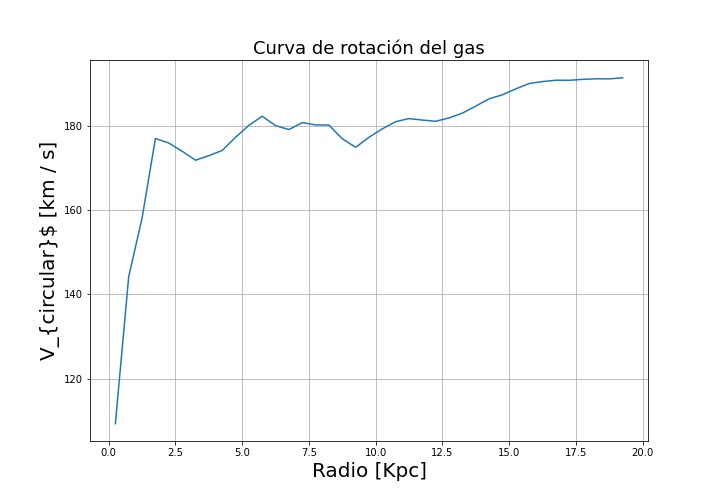 Curva de rotación del gas
V_{circular}$ [km / s]
180
160
140
120
0.0 2.5 5.0 7.5 10.0 12.5 15.0 17.5 20.0
Radio [Kpc]